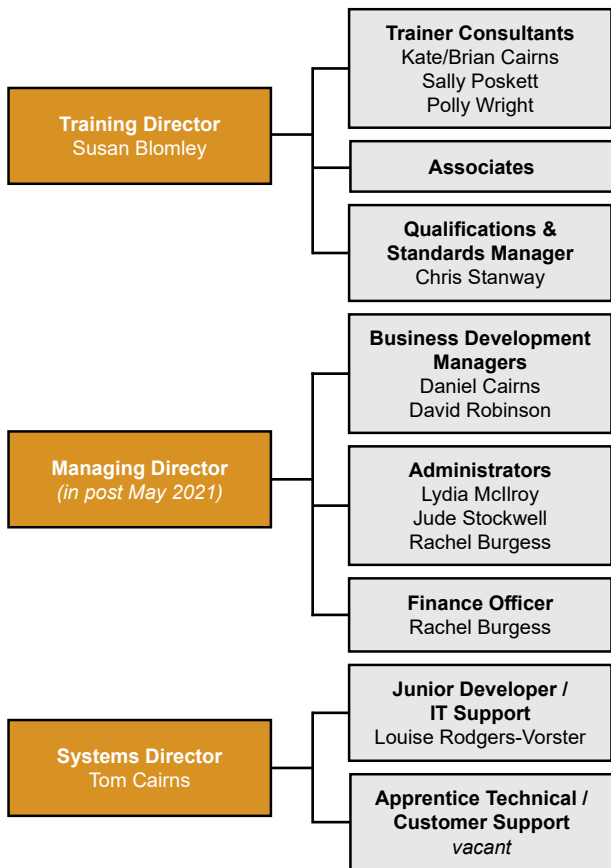 Training Director
Susan Blomley
Trainer Consultants
Kate/Brian Cairns
Sally Poskett
Polly Wright
Associates
Qualifications &
Standards Manager
Chris Stanway
Managing Director
(in post May 2021)
Business Development
Managers
Daniel Cairns
David Robinson
Administrators
Lydia McIlroy
Jude Stockwell
Rachel Burgess
Finance Officer
Rachel Burgess
Systems Director
Tom Cairns
Junior Developer /
IT Support
Louise Rodgers-Vorster
Apprentice Technical /
Customer Support
vacant